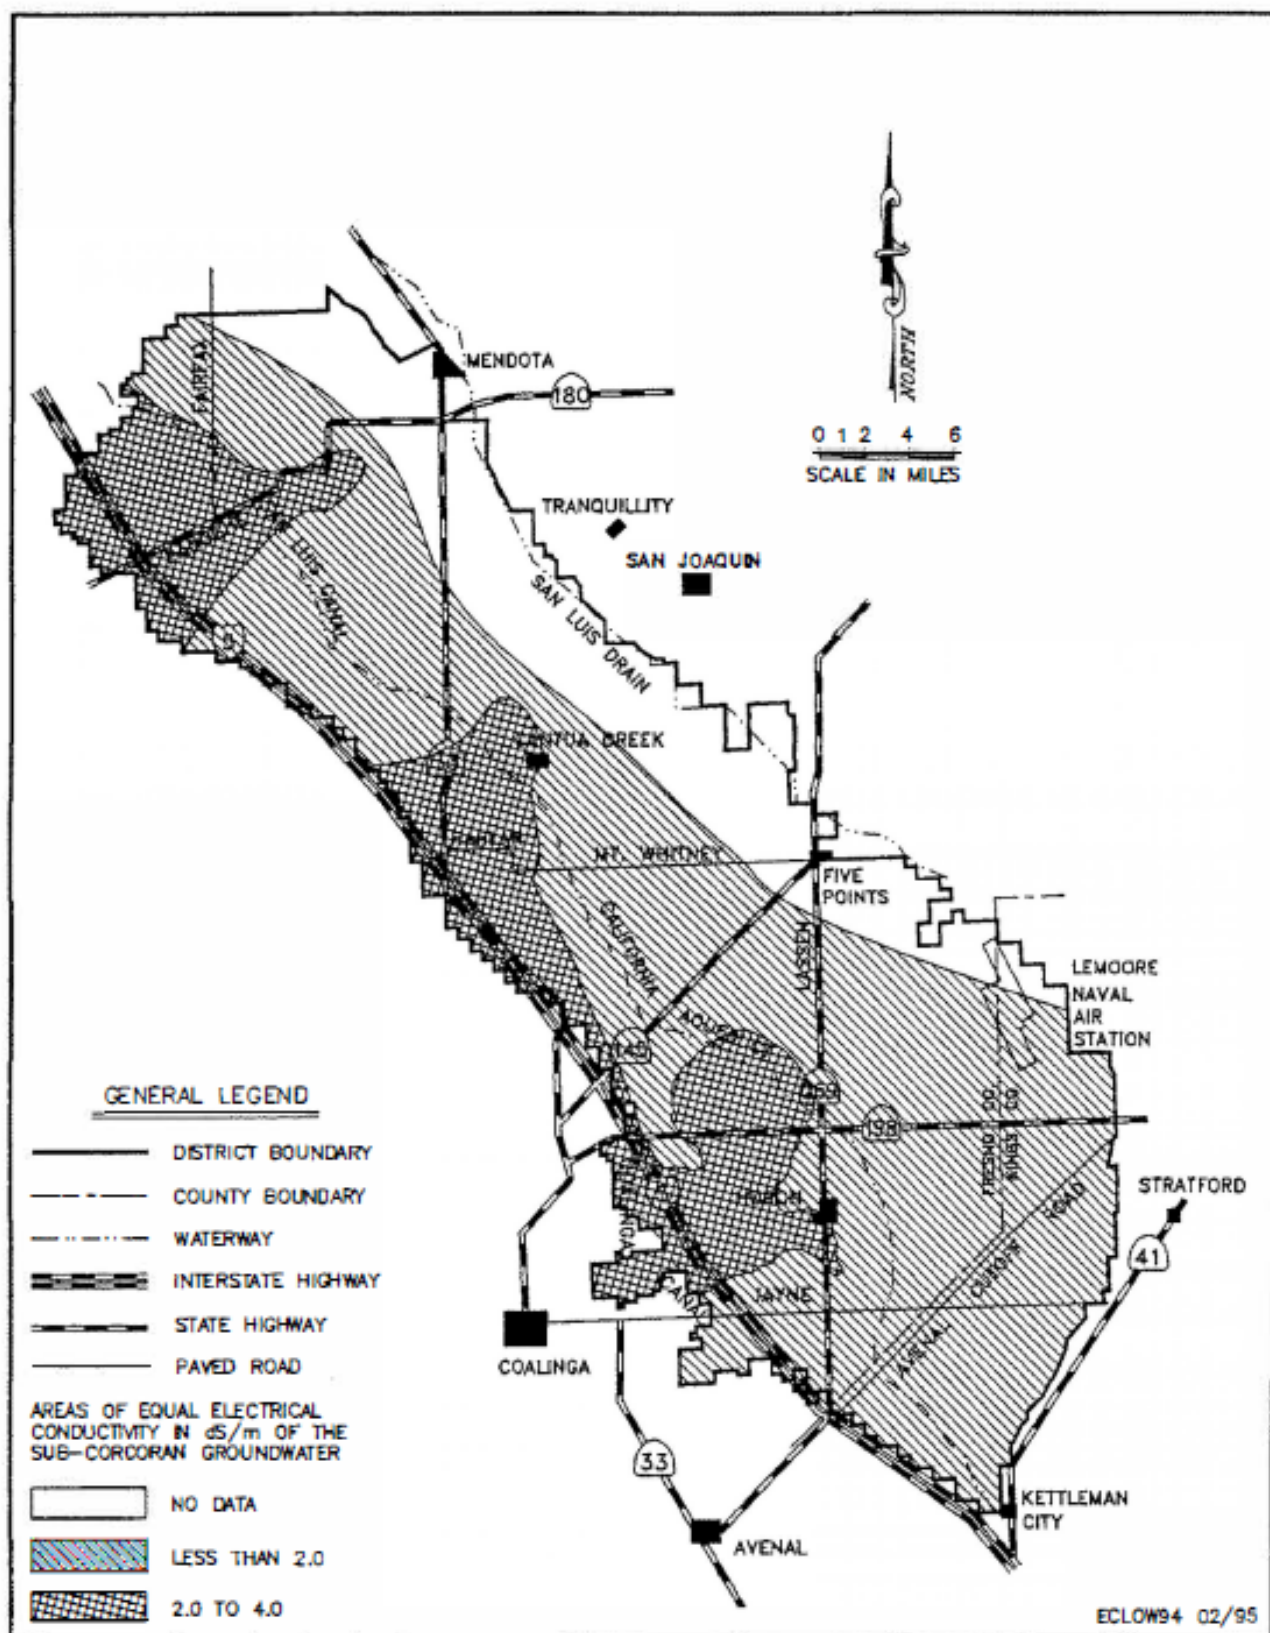 NORTH
0 1 2 4 6
SCALE IN MILES
MENDOTA
180
FAIRFAX
TRANQUILLITY
SAN JOAQUIN
SAN LUIS DRAIN
LUIS CANAL
5
CREEK
MT. WHITNEY
FIVE
POINTS
CALIFORNIA
LASSEN
LEMOORE
NAVAL
AIR
STATION
145
269
198
FRESNO CO
KINGS CO
HURON
STRATFORD
41
AVENAL CUTOFF ROAD
JAYNE
COALINGA
33
AVENAL
KETTLEMAN
CITY
GENERAL LEGEND
DISTRICT BOUNDARY
COUNTY BOUNDARY
WATERWAY
INTERSTATE HIGHWAY
STATE HIGHWAY
PAVED ROAD
AREAS OF EQUAL ELECTRICAL
CONDUCTIVITY IN dS/m OF THE
SUB-CORCORAN GROUNDWATER
NO DATA
LESS THAN 2.0
2.0 TO 4.0
ECLOW94 02/95